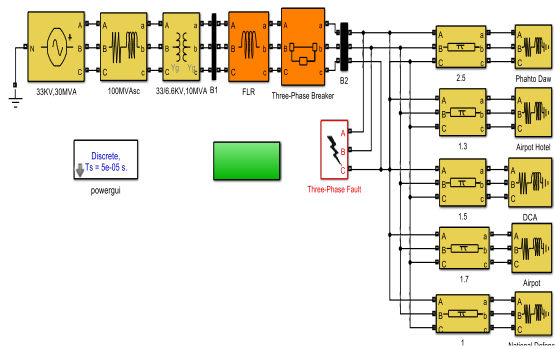 N A B C
33KV,30MVA
A B C a b c
100MVAsc
A B C a b c
Yg Yg
33/6.6KV,10MVA
B1
A B C a b c
FLR
A B C a b c
Three-Phase Breaker
B2
A B C a b c
2.5
A B C
Phahto Daw
A B C a b c
1.3
A B C
Airpot Hotel
A B C
Three-Phase Fault
Discrete,
Ts = 5e-05 s.
powergui
A B C a b c
1.5
A B C
DCA
A B C a b c
1.7
A B C
Airpot
A B C a b c
1
A B C
National Defene